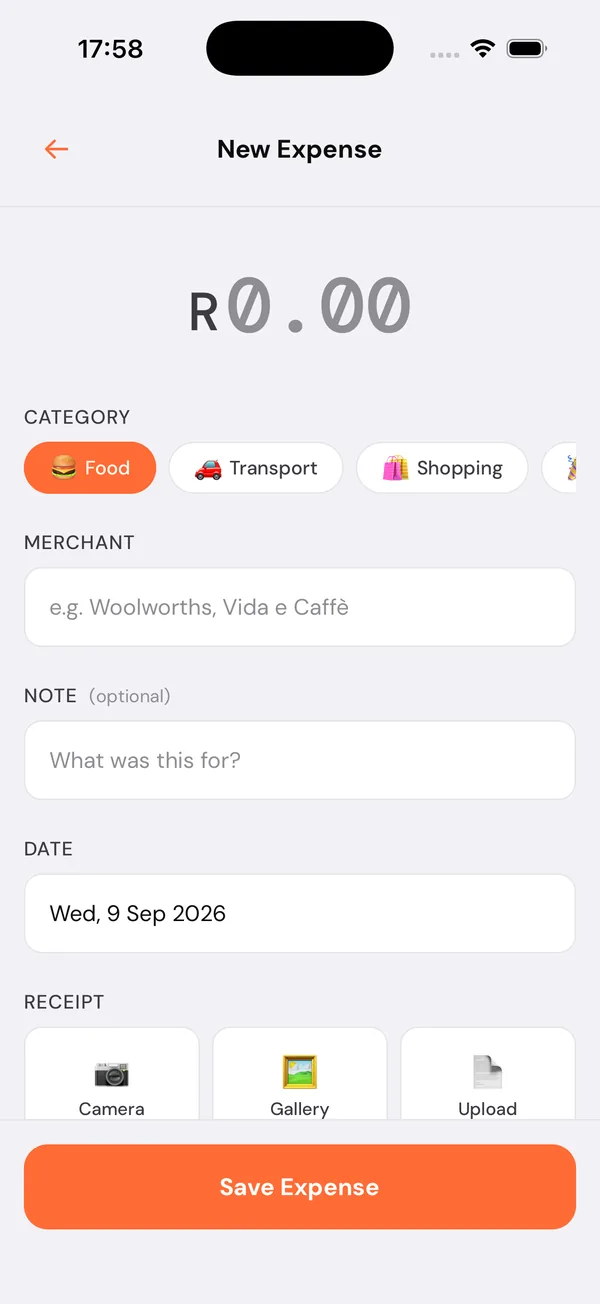 17:58
New Expense
R0.00
CATEGORY
🍔 Food 🚗 Transport 🛍️ Shopping
MERCHANT
e.g. Woolworths, Vida e Caffè
NOTE (optional)
What was this for?
DATE
Wed, 9 Sep 2026
RECEIPT
Camera Gallery Upload
Save Expense